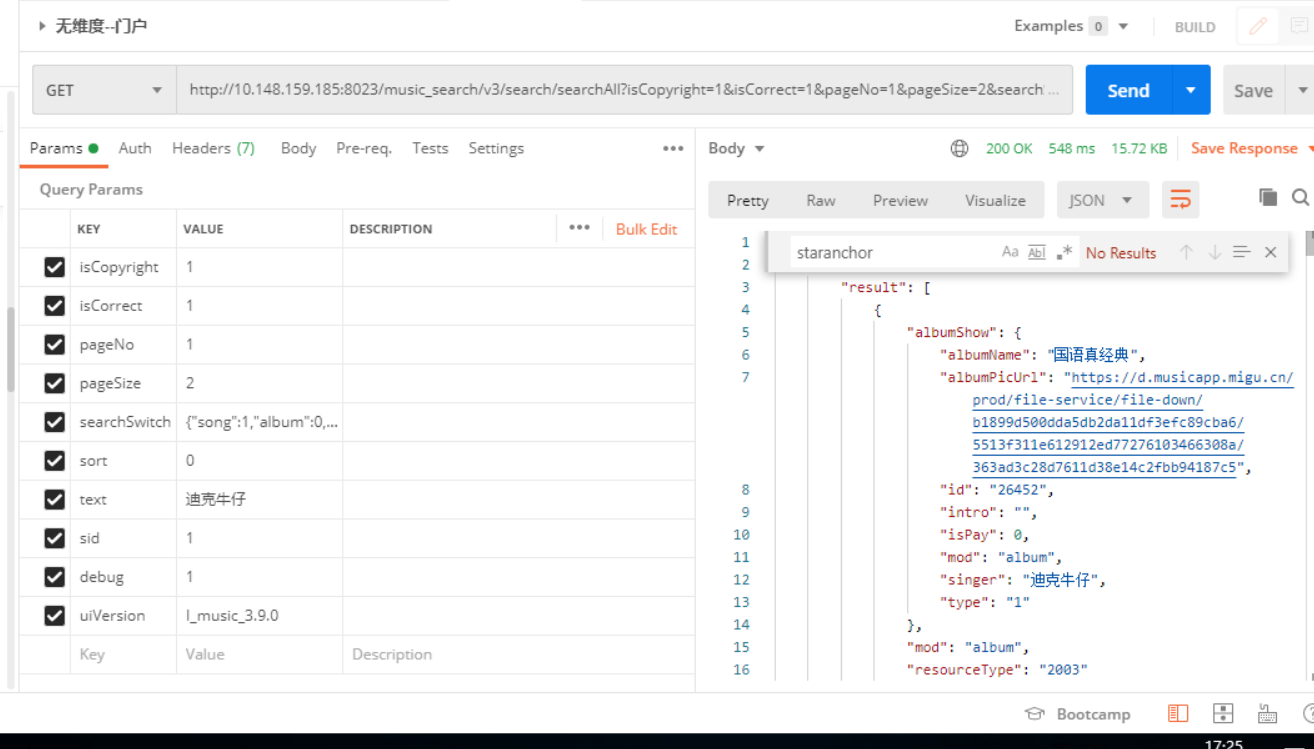 无维度--门户
Examples 0
BUILD
GET
http://10.148.159.185:8023/music_search/v3/search/searchAll?isCopyright=1&isCorrect=1&pageNo=1&pageSize=2&search ...
Send
Save
Params
Auth
Headers (7)
Body
Pre-req.
Tests
Settings
•••
Body
200 OK 548 ms 15.72 KB
Save Response
Query Params
Pretty
Raw
Preview
Visualize
JSON
KEY VALUE DESCRIPTION ••• Bulk Edit
isCopyright 1
isCorrect 1
pageNo 1
pageSize 2
searchSwitch {"song":1,"album":0,...
sort 0
text 迪克牛仔
sid 1
debug 1
uiVersion I_music_3.9.0
Key Value Description
staranchor Aa Abl .* No Results
1
2
3 "result": [
4 {
5 "albumShow": {
6 "albumName": "国语真经典",
7 "albumPicUrl": "https://d.musicapp.migu.cn/
prod/file-service/file-down/
b1899d500dda5db2da11df3efc89cba6/
5513f311e612912ed77276103466308a/
363ad3c28d7611d38e14c2fbb94187c5",
8 "id": "26452",
9 "intro": "",
10 "isPay": 0,
11 "mod": "album",
12 "singer": "迪克牛仔",
13 "type": "1"
14 },
15 "mod": "album",
16 "resourceType": "2003"
Bootcamp
17:25